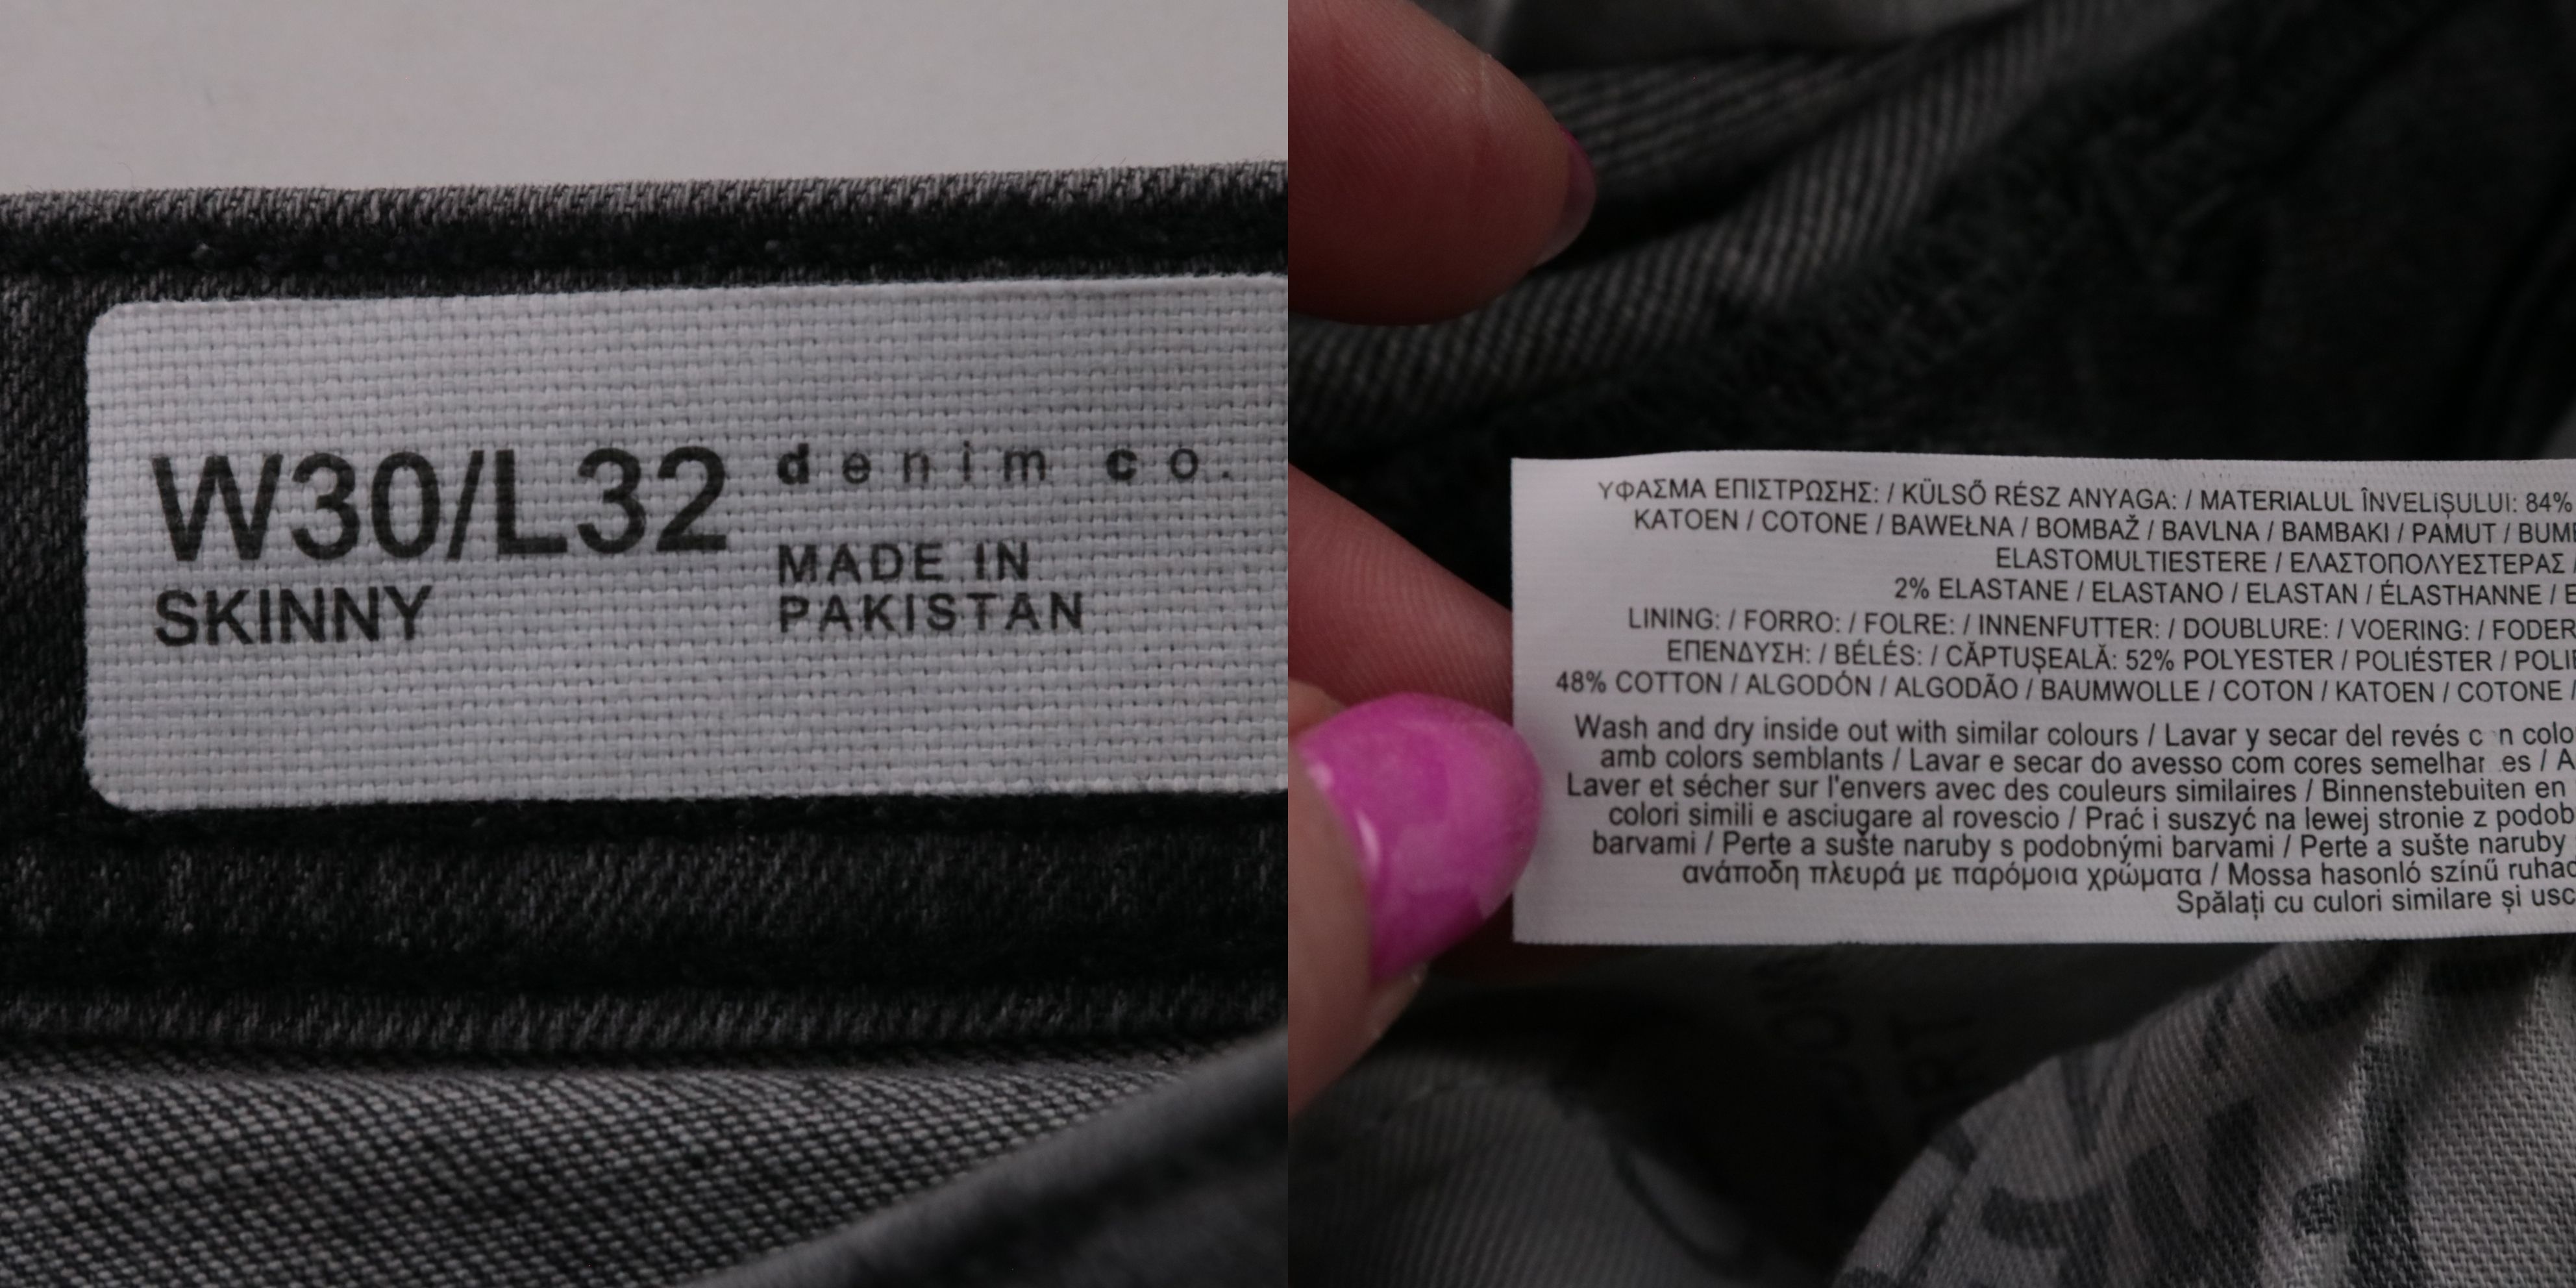 W30/L32
SKINNY
denim co.
MADE IN
PAKISTAN
ΥΦΑΣΜΑ ΕΠΙΣΤΡΩΣΗΣ: / KÜLSŐ RÉSZ ANYAGA: / MATERIALUL ÎNVELIȘULUI: 84%
KATOEN / COTONE / BAWEŁNA / BOMBAŽ / BAVLNA / BAMBAKI / PAMUT /
ELASTOMULTIESTERE / ΕΛΑΣΤΟΠΟΛΥΕΣΤΕΡΑΣ /
2% ELASTANE / ELASTANO / ELASTAN / ÉLASTHANNE /
LINING: / FORRO: / FOLRE: / INNENFUTTER: / DOUBLURE: / VOERING: /
ΕΠΕΝΔΥΣΗ: / BÉLÉS: / CĂPTUȘEALĂ: 52% POLYESTER / POLIÉSTER /
48% COTTON / ALGODÓN / ALGODÃO / BAUMWOLLE / COTON / KATOEN / COTONE /
Wash and dry inside out with similar colours / Lavar y secar del revés
amb colors semblants / Lavar e secar do avesso com cores /
Laver et sécher sur l'envers avec des couleurs similaires / Binnenstebuiten en
colori simili e asciugare al rovescio / Prać i suszyć na lewej stronie z
barvami / Perte a sušte naruby s podobnými barvami / Perte a sušte naruby
ανάποδη πλευρά με παρόμοια χρώματα / Mossa hasonló színű
Spălați cu culori similare și